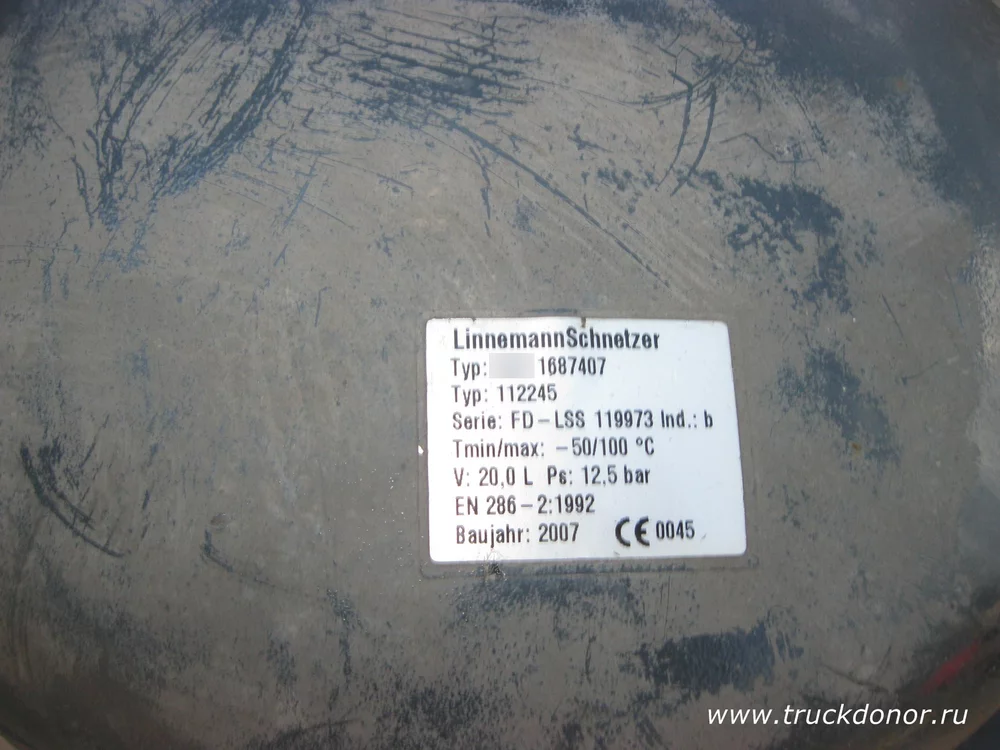 LinnemannSchnetzer
Typ: 1687407
Typ: 112245
Serie: FD-LSS 119973 Ind.: b
Tmin/max: -50/100 °C
V: 20,0 L Ps: 12,5 bar
EN 286-2:1992
Baujahr: 2007 CE 0045
www.truckdonor.ru